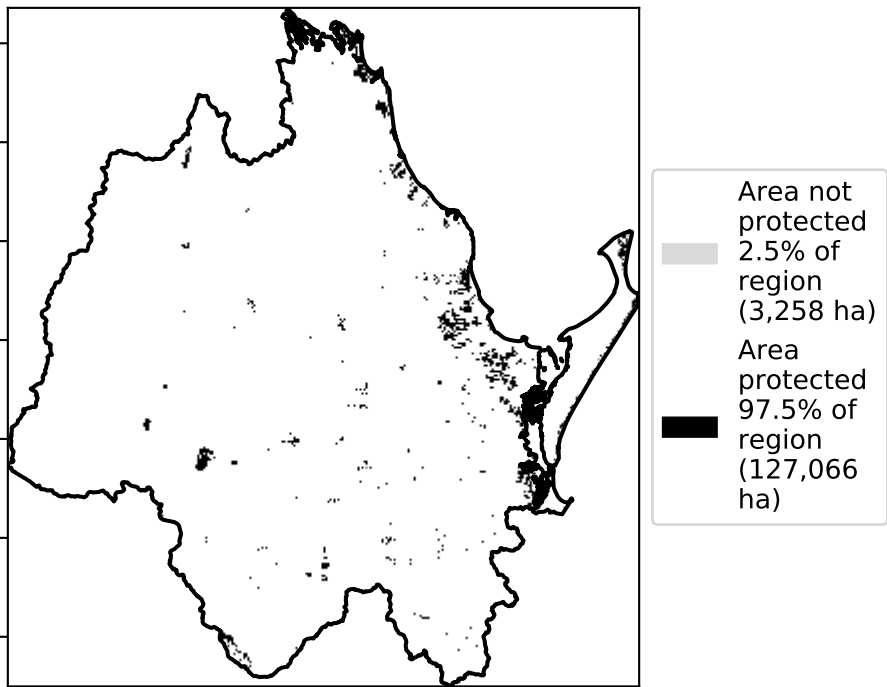 Area not
protected
2.5% of
region
(3,258 ha)
Area
protected
97.5% of
region
(127,066
ha)